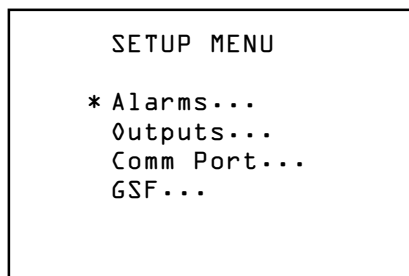 SETUP MENU
* Alarms...
Outputs...
Comm Port...
GSF...